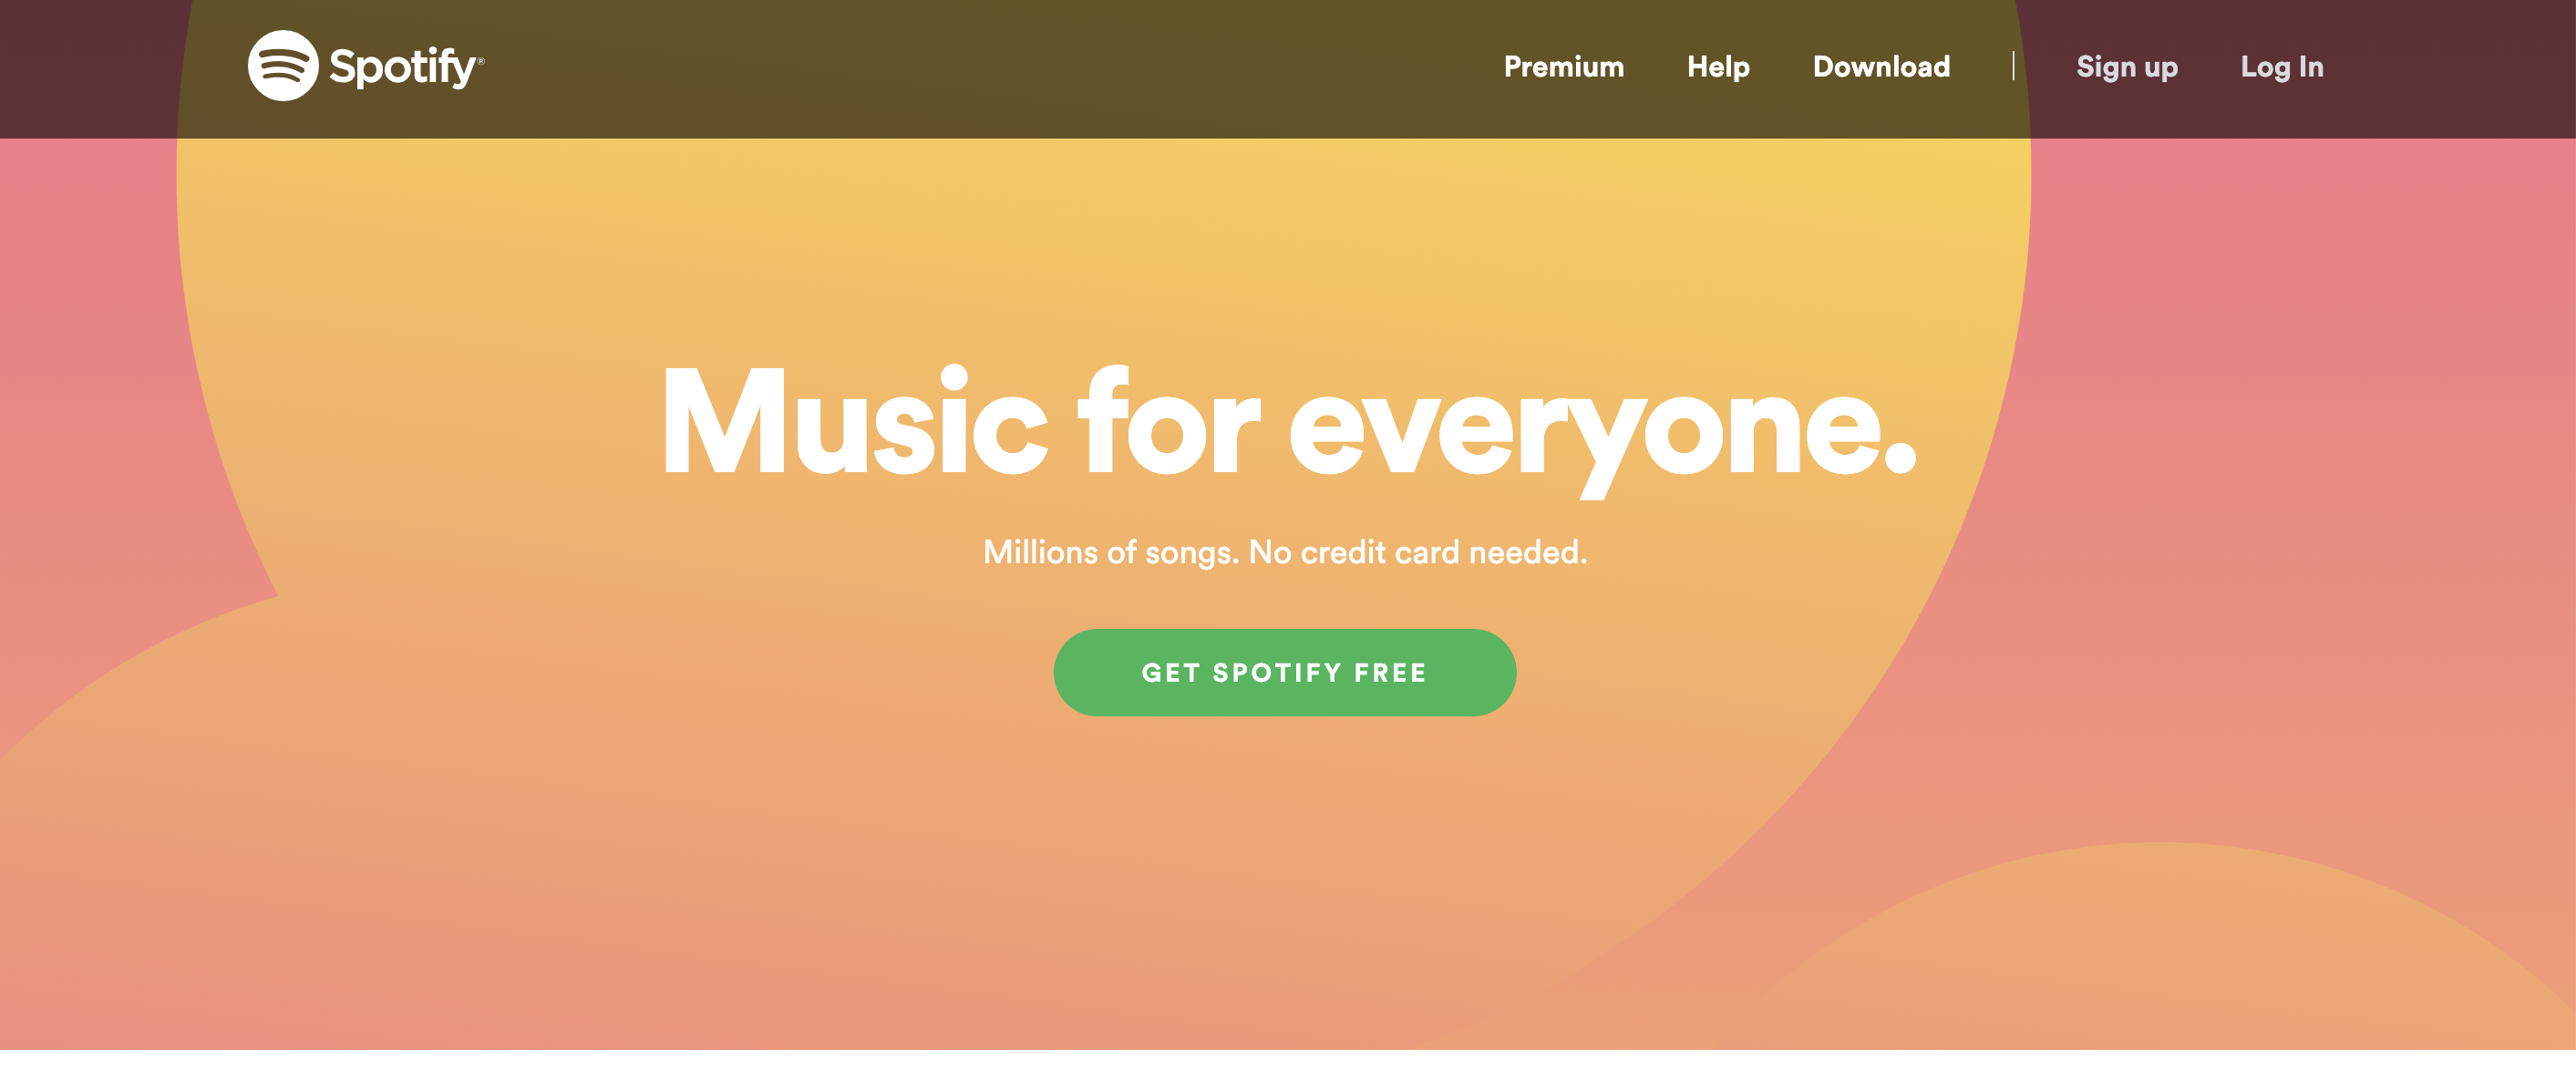 Spotify®
Premium Help Download | Sign up Log In
Music for everyone.
Millions of songs. No credit card needed.
GET SPOTIFY FREE